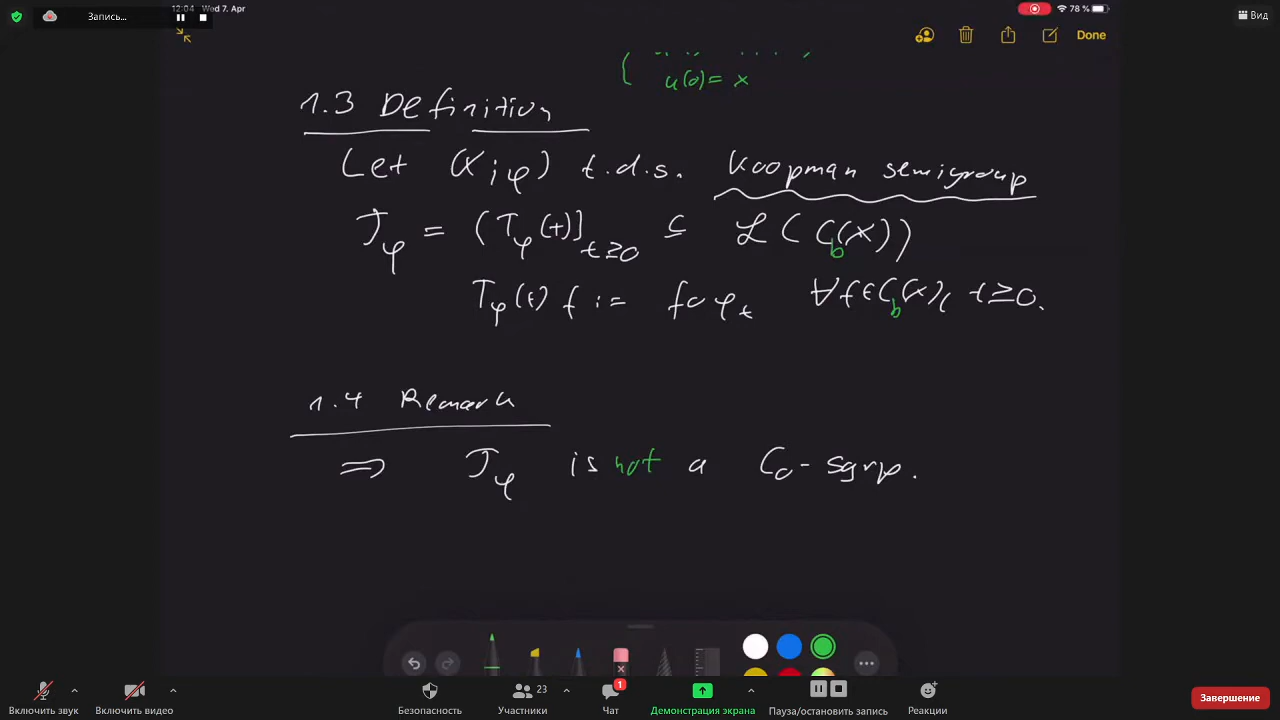 12:04 Wed 7. Apr
78 %
Запись...
Вид
Done
u(0) = x
1.3 Definition
Let (X; φ) t.d.s. Koopman semigroup
𝒯_φ = (T_φ(t))_{t≥0} ⊆ ℒ(C_b(X))
T_φ(t) f := f∘φ_t ∀ f ∈ C_b(X), t ≥ 0.
1.4 Remark
⇒ 𝒯_φ is not a C_0-sgrp.
Включить звук
Включить видео
Безопасность
23
Участники
1
Чат
Демонстрация экрана
Пауза/остановить запись
Реакции
Завершение